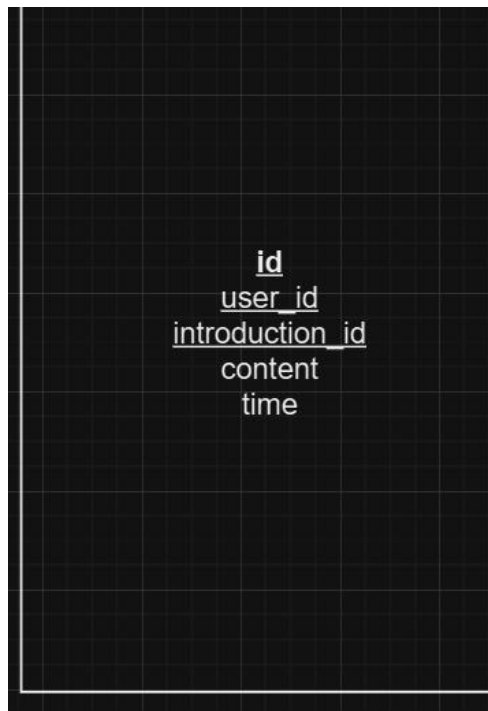 id
user_id
introduction_id
content
time